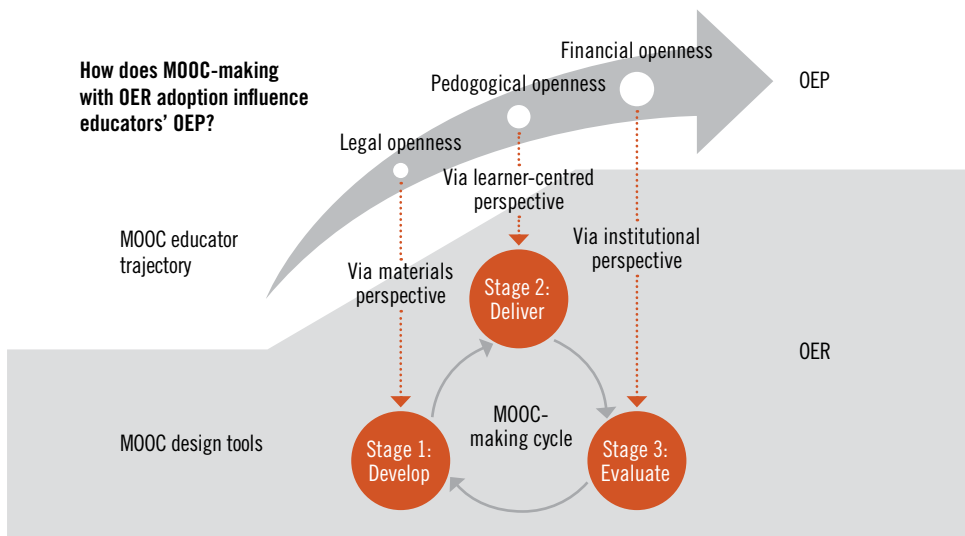 How does MOOC-making
with OER adoption influence
educators’ OEP?
Financial openness
OEP
Pedogogical openness
Legal openness
Via learner-centred
perspective
Via institutional
perspective
MOOC educator
trajectory
Via materials
perspective
Stage 2:
Deliver
OER
MOOC-
making cycle
MOOC design tools
Stage 1:
Develop
Stage 3:
Evaluate